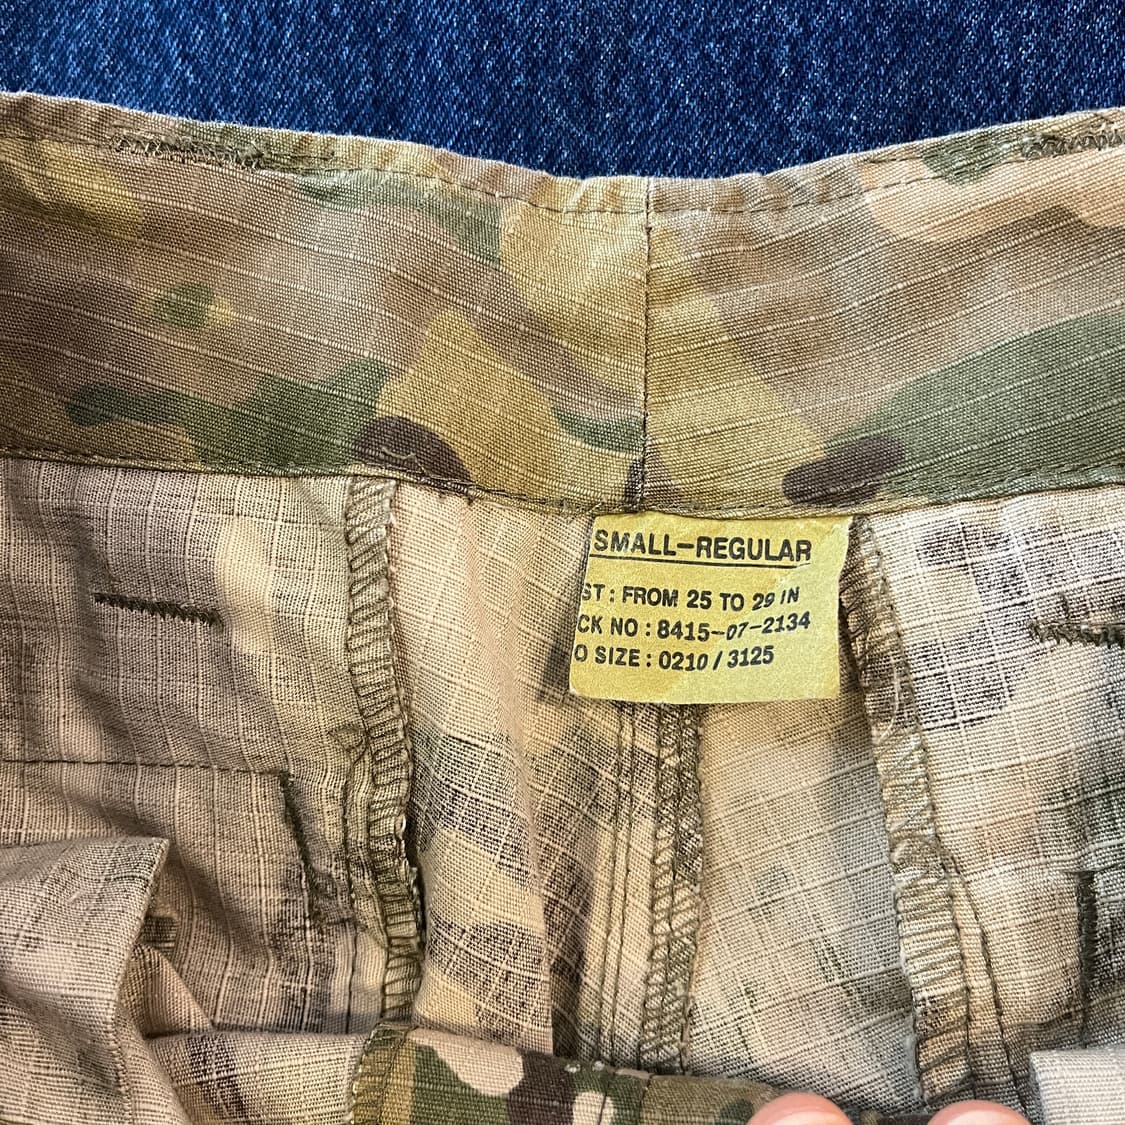 SMALL-REGULAR
ST : FROM 25 TO 29 IN
CK NO : 8415-07-2134
O SIZE : 0210 / 3125